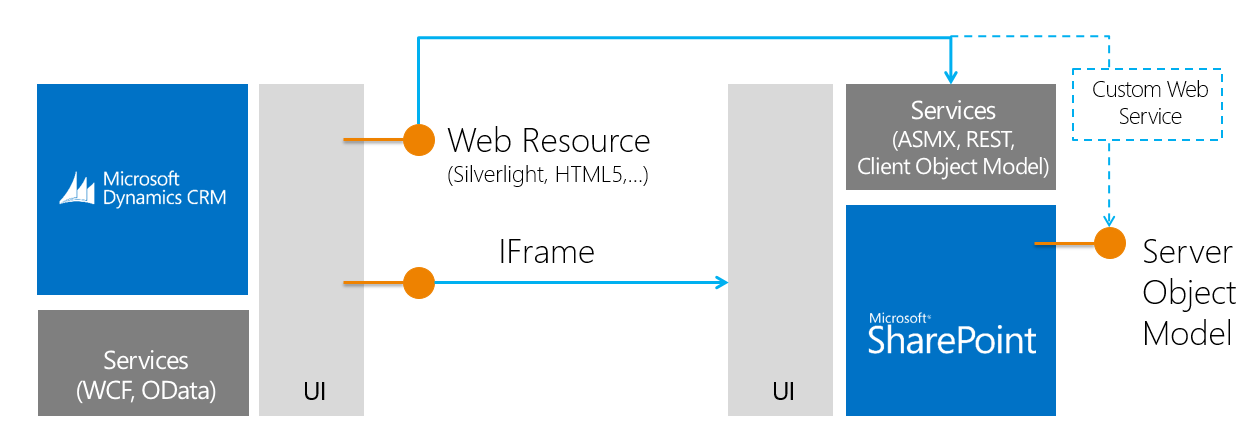 Microsoft
Dynamics CRM
Services
(WCF, OData)
UI
Web Resource
(Silverlight, HTML5,...)
IFrame
UI
Services
(ASMX, REST,
Client Object Model)
Microsoft®
SharePoint
Custom Web
Service
Server
Object
Model